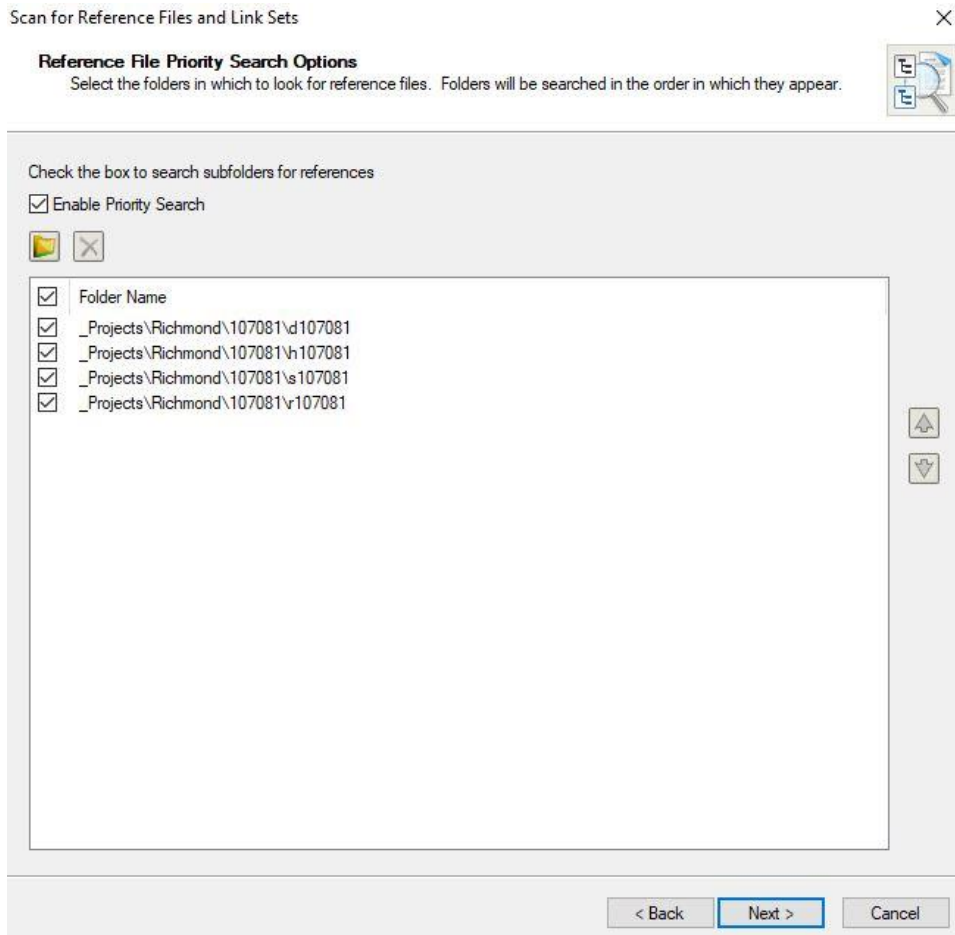 Scan for Reference Files and Link Sets
Reference File Priority Search Options
Select the folders in which to look for reference files. Folders will be searched in the order in which they appear.
Check the box to search subfolders for references
Enable Priority Search
Folder Name
_Projects\Richmond\107081\d107081
_Projects\Richmond\107081\h107081
_Projects\Richmond\107081\s107081
_Projects\Richmond\107081\r107081
< Back Next > Cancel